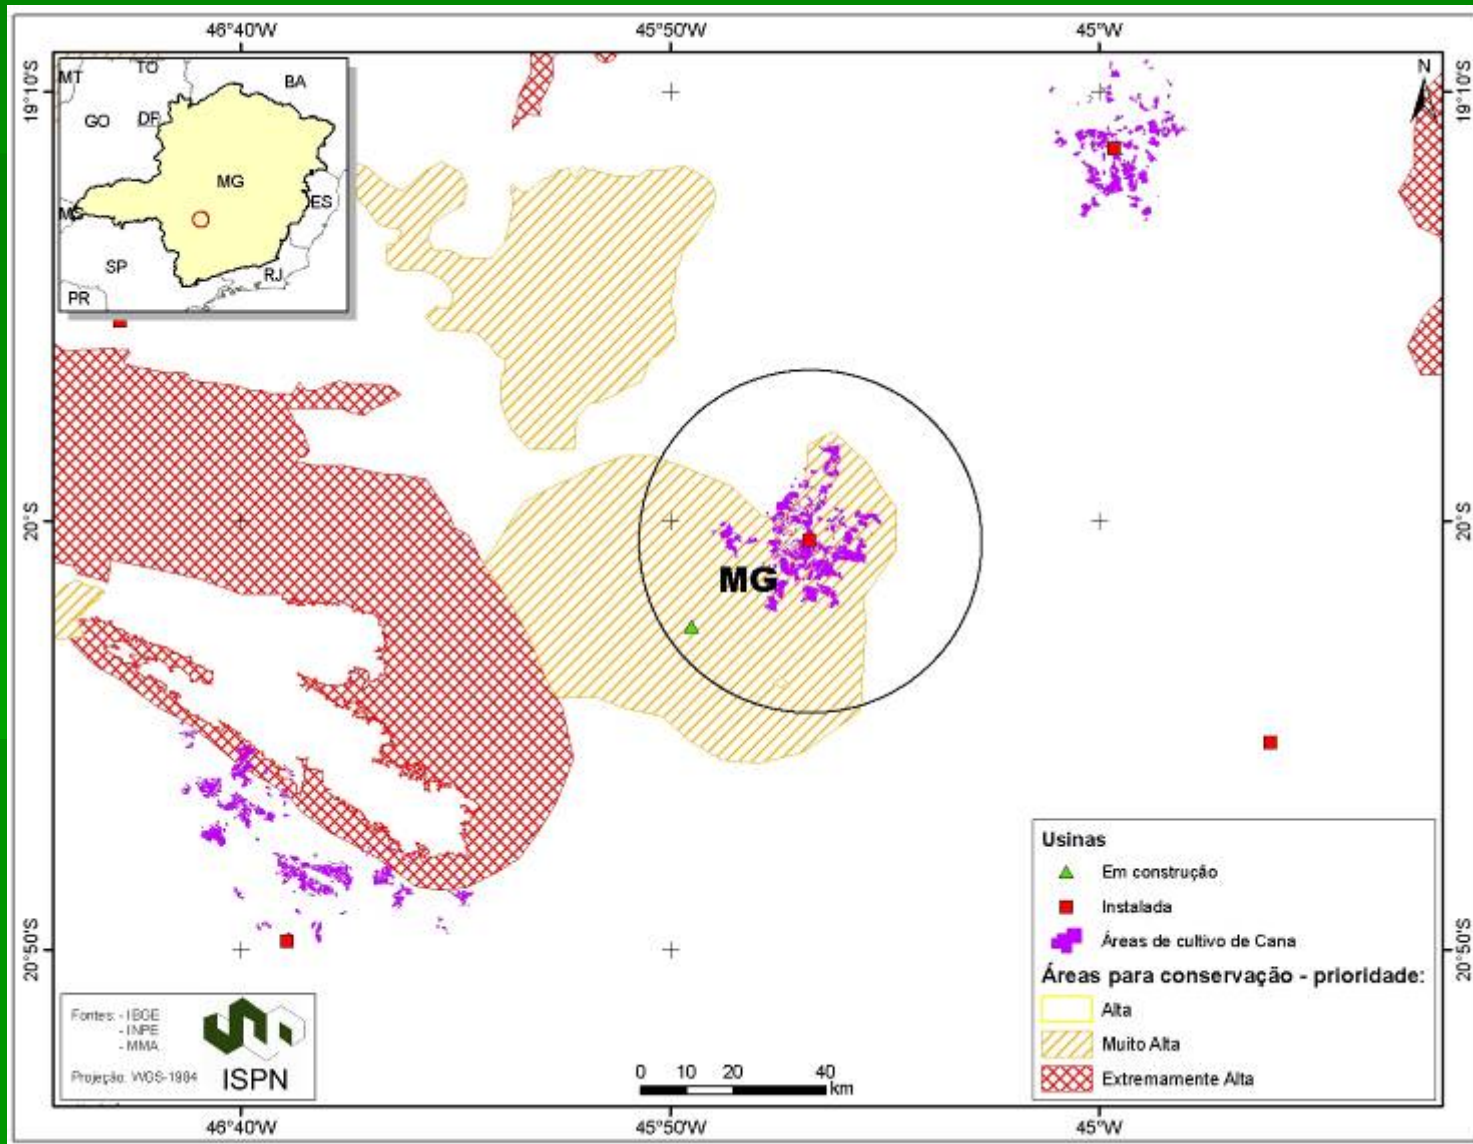 46°40'W 45°50'W 45°W
19°10'S 19°10'S
N
MT TO BA
GO DF
MG
ES
MS
SP
RJ
PR
20°S 20°S
MG
Usinas
Em construção
Instalada
Áreas de cultivo de Cana
Áreas para conservação - prioridade:
Alta
Muito Alta
Extremamente Alta
20°50'S 20°50'S
Fontes: - IBGE
- INPE
- MMA
Projeção: WGS-1984
ISPN
0 10 20 40
km
46°40'W 45°50'W 45°W